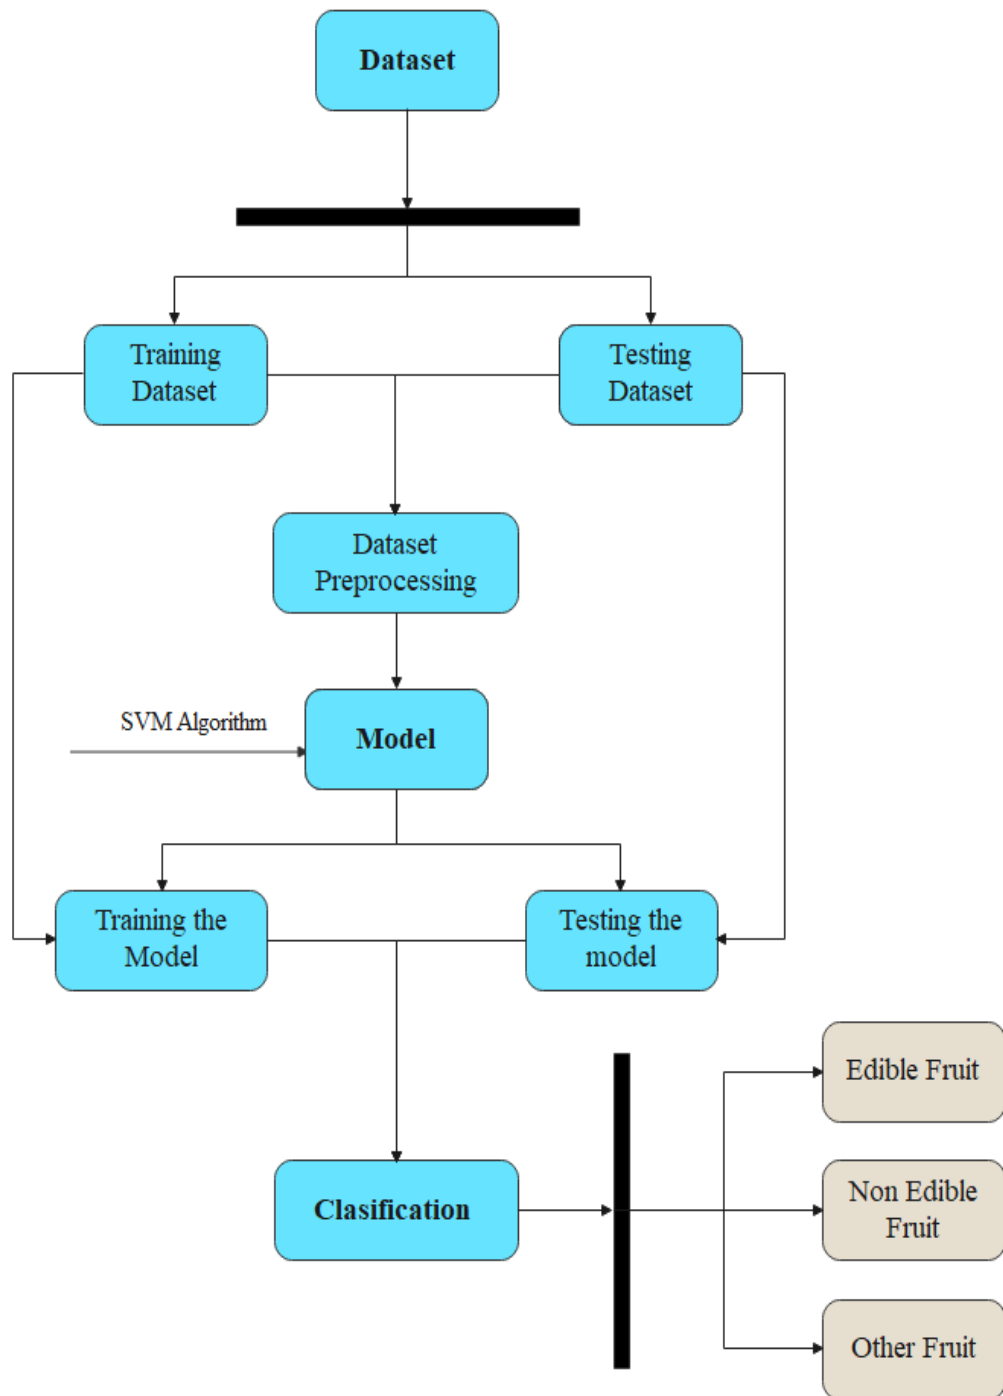 Dataset
Training
Dataset
Testing
Dataset
Dataset
Preprocessing
SVM Algorithm
Model
Training the
Model
Testing the
model
Edible Fruit
Clasification
Non Edible
Fruit
Other Fruit